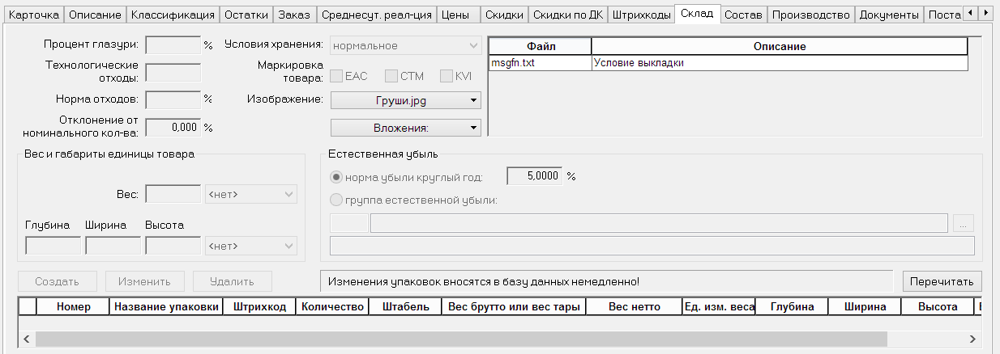 Карточка Описание Классификация Остатки Заказ Среднесут. реал-ция Цены Скидки Скидки по ДК Штрихкоды Склад Состав Производство Документы Поста
Процент глазури: %
Технологические отходы:
Норма отходов: %
Отклонение от номинального кол-ва: 0,000 %
Условия хранения: нормальное
Маркировка товара: ЕАС СТМ KVI
Изображение: Груши.jpg
Вложения:
Файл Описание
msgfn.txt Условие выкладки
Вес и габариты единицы товара
Вес: <нет>
Глубина Ширина Высота
<нет>
Естественная убыль
норма убыли круглый год: 5,0000 %
группа естественной убыли:
...
Создать Изменить Удалить Изменения упаковок вносятся в базу данных немедленно! Перечитать
Номер Название упаковки Штрихкод Количество Штабель Вес брутто или вес тары Вес нетто Ед. изм. веса Глубина Ширина Высота